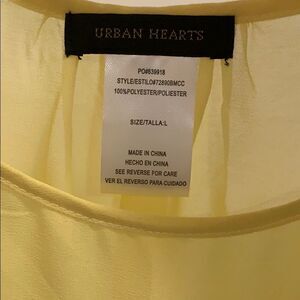 URBAN HEARTS
PO#639918
STYLE/ESTILO#72890BMCC
100%POLYESTER/POLIESTER
SIZE/TALLA:L
MADE IN CHINA
HECHO EN CHINA
SEE REVERSE FOR CARE
VER EL REVERSO PARA CUIDADO